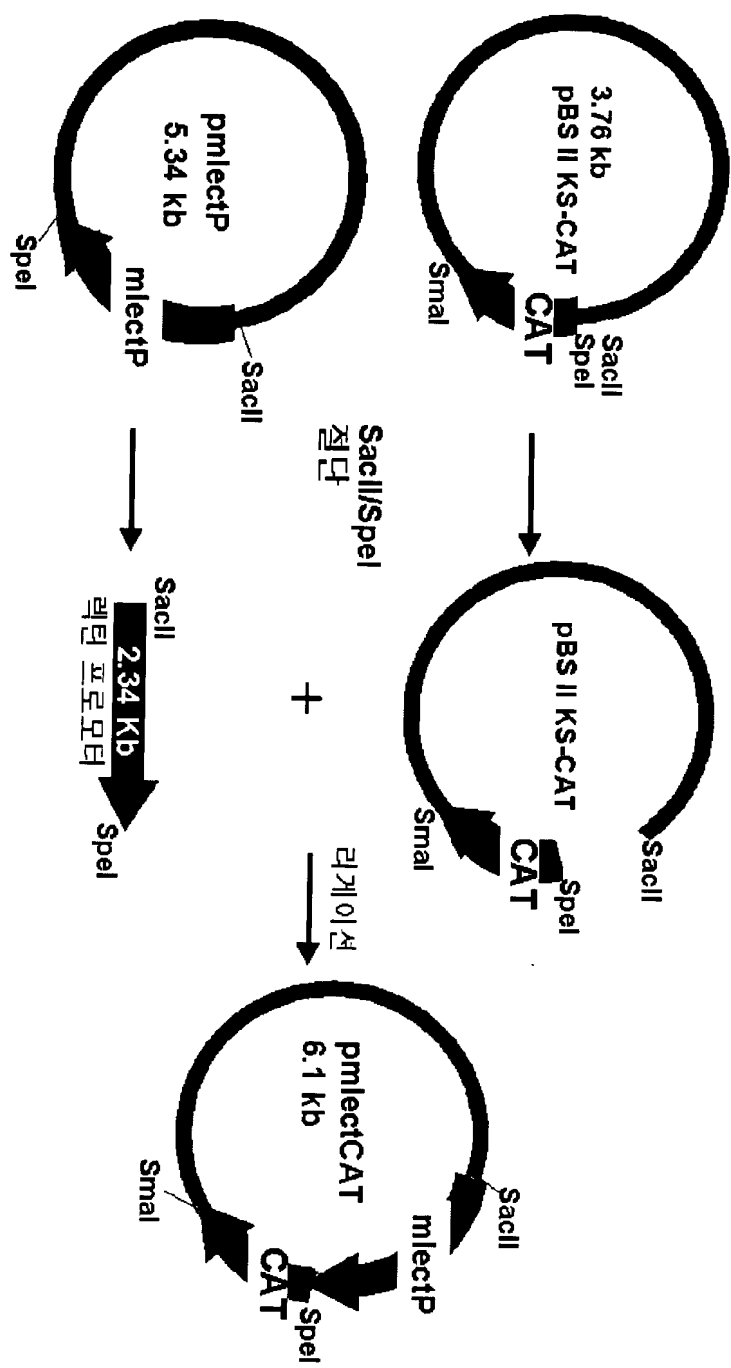 3.76 kb
pBS II KS-CAT
SacII
SpeI
CAT
SmaI
pBS II KS-CAT
SacII
SpeI
CAT
SmaI
SacII/SpeI
절단
+
pmlectP
5.34 kb
SacII
mlectP
SpeI
SacII
2.34 Kb
SpeI
렉틴 프로모터
리게이션
pmlectCAT
6.1 kb
SacII
mlectP
SpeI
CAT
SmaI